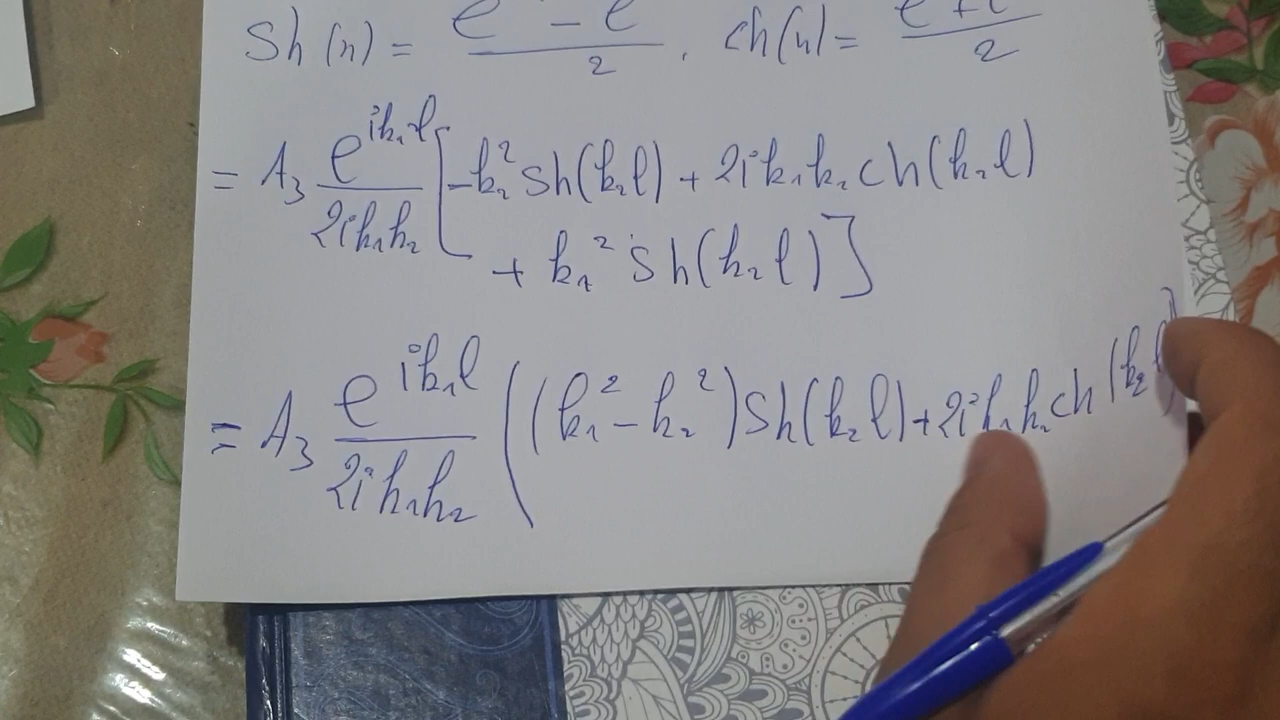 Sh(x) = e - e / 2 . ch(x) = e + e / 2
= A₃ e^{ik₁l} / 2ik₁k₂ [-k₂² sh(k₂l) + 2ik₁k₂ ch(k₂l)
+ k₁² sh(k₂l)]
= A₃ e^{ik₁l} / 2ik₁k₂ ((k₁² - k₂²) Sh(k₂l) + 2ik₁k₂ ch(k₂l)